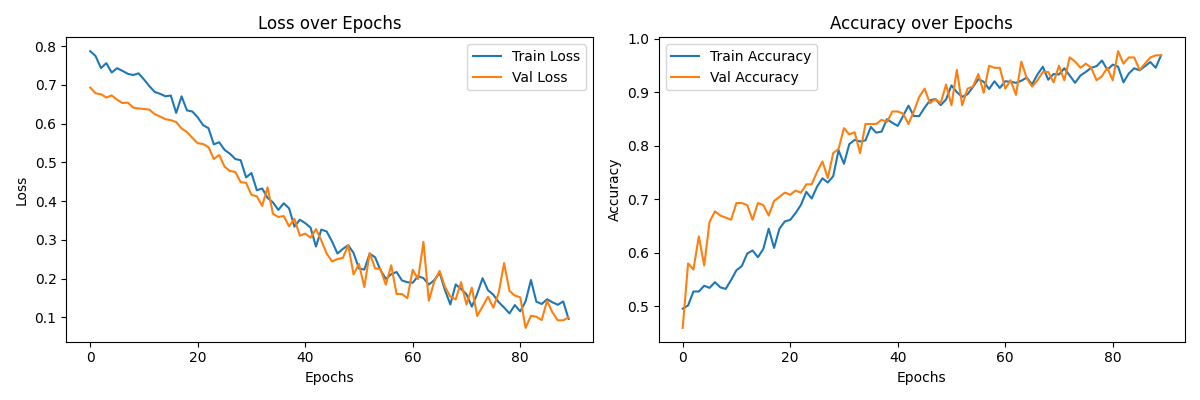 Loss over Epochs
Train Loss
Val Loss
0.8
0.7
0.6
0.5
0.4
0.3
0.2
0.1
Loss
0
20
40
60
80
Epochs
Accuracy over Epochs
Train Accuracy
Val Accuracy
1.0
0.9
0.8
0.7
0.6
0.5
Accuracy
0
20
40
60
80
Epochs